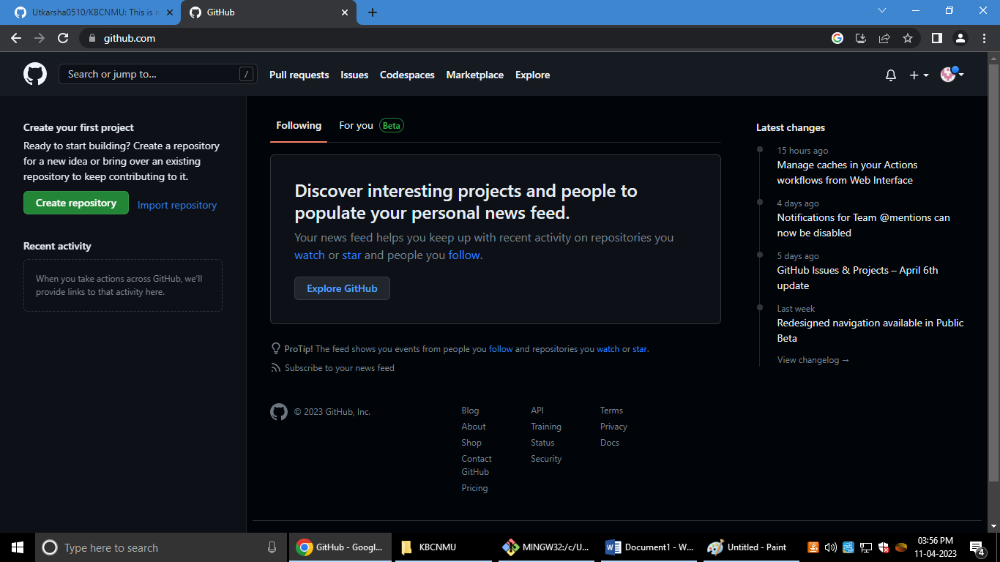 Utkarsha0510/KBCNMU: This is
GitHub
github.com
Search or jump to...
/
Pull requests
Issues
Codespaces
Marketplace
Explore
Create your first project
Ready to start building? Create a repository
for a new idea or bring over an existing
repository to keep contributing to it.
Create repository
Import repository
Recent activity
When you take actions across GitHub, we'll
provide links to that activity here.
Following
For you
Beta
Discover interesting projects and people to
populate your personal news feed.
Your news feed helps you keep up with recent activity on repositories you
watch or star and people you follow.
Explore GitHub
ProTip! The feed shows you events from people you follow and repositories you watch or star.
Subscribe to your news feed
Latest changes
15 hours ago
Manage caches in your Actions
workflows from Web Interface
4 days ago
Notifications for Team @mentions can
now be disabled
5 days ago
GitHub Issues & Projects – April 6th
update
Last week
Redesigned navigation available in Public
Beta
View changelog →
© 2023 GitHub, Inc.
Blog
About
Shop
Contact
GitHub
Pricing
API
Training
Status
Security
Terms
Privacy
Docs
Type here to search
GitHub - Googl...
KBCNMU
MINGW32:/c/U...
Document1 - W...
Untitled - Paint
03:56 PM
11-04-2023
4